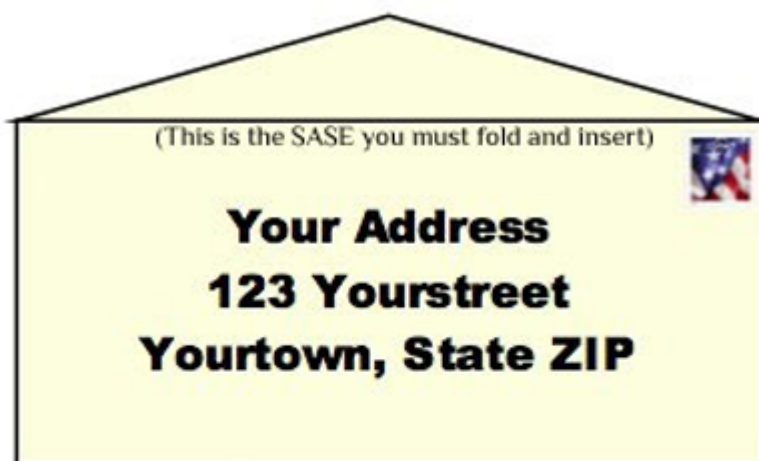 (This is the SASE you must fold and insert)
Your Address
123 Yourstreet
Yourtown, State ZIP